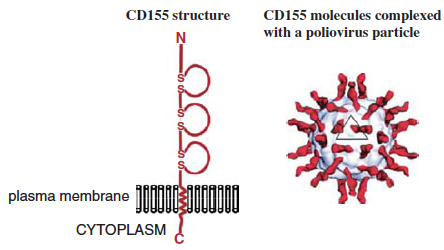 CD155 structure
CD155 molecules complexed
with a poliovirus particle
N
S
S
S
S
S
S
plasma membrane
CYTOPLASM
C